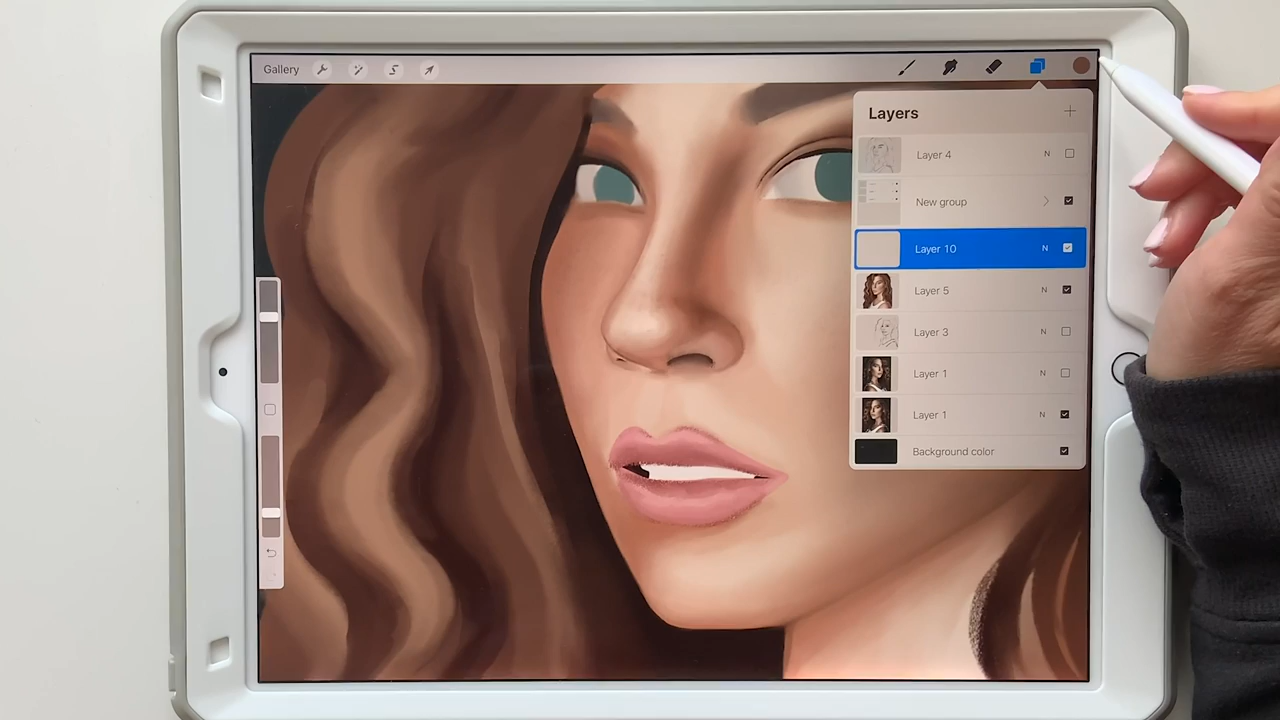 Gallery
Layers
Layer 4 N
New group
Layer 10 N
Layer 5 N
Layer 3 N
Layer 1 N
Layer 1 N
Background color